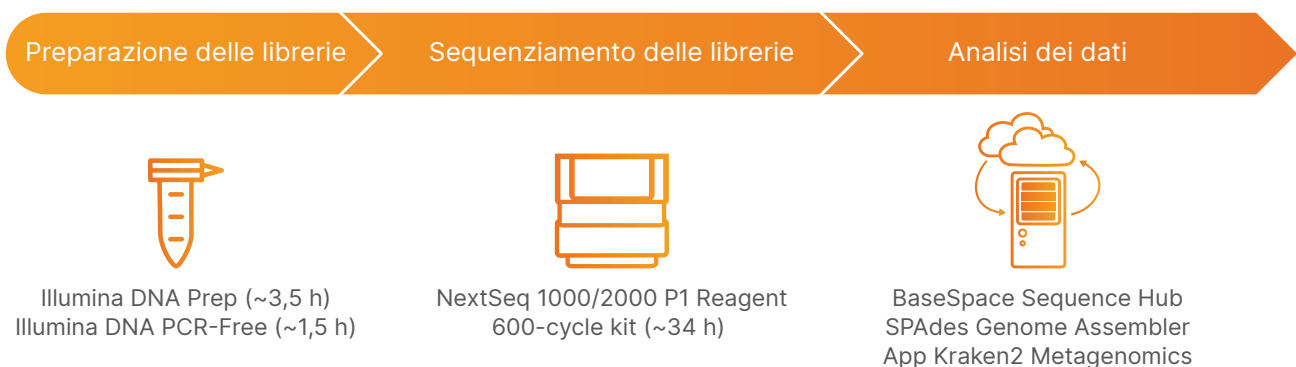 Preparazione delle librerie
Sequenziamento delle librerie
Analisi dei dati
Illumina DNA Prep (~3,5 h)
Illumina DNA PCR-Free (~1,5 h)
NextSeq 1000/2000 P1 Reagent
600-cycle kit (~34 h)
BaseSpace Sequence Hub
SPAdes Genome Assembler
App Kraken2 Metagenomics